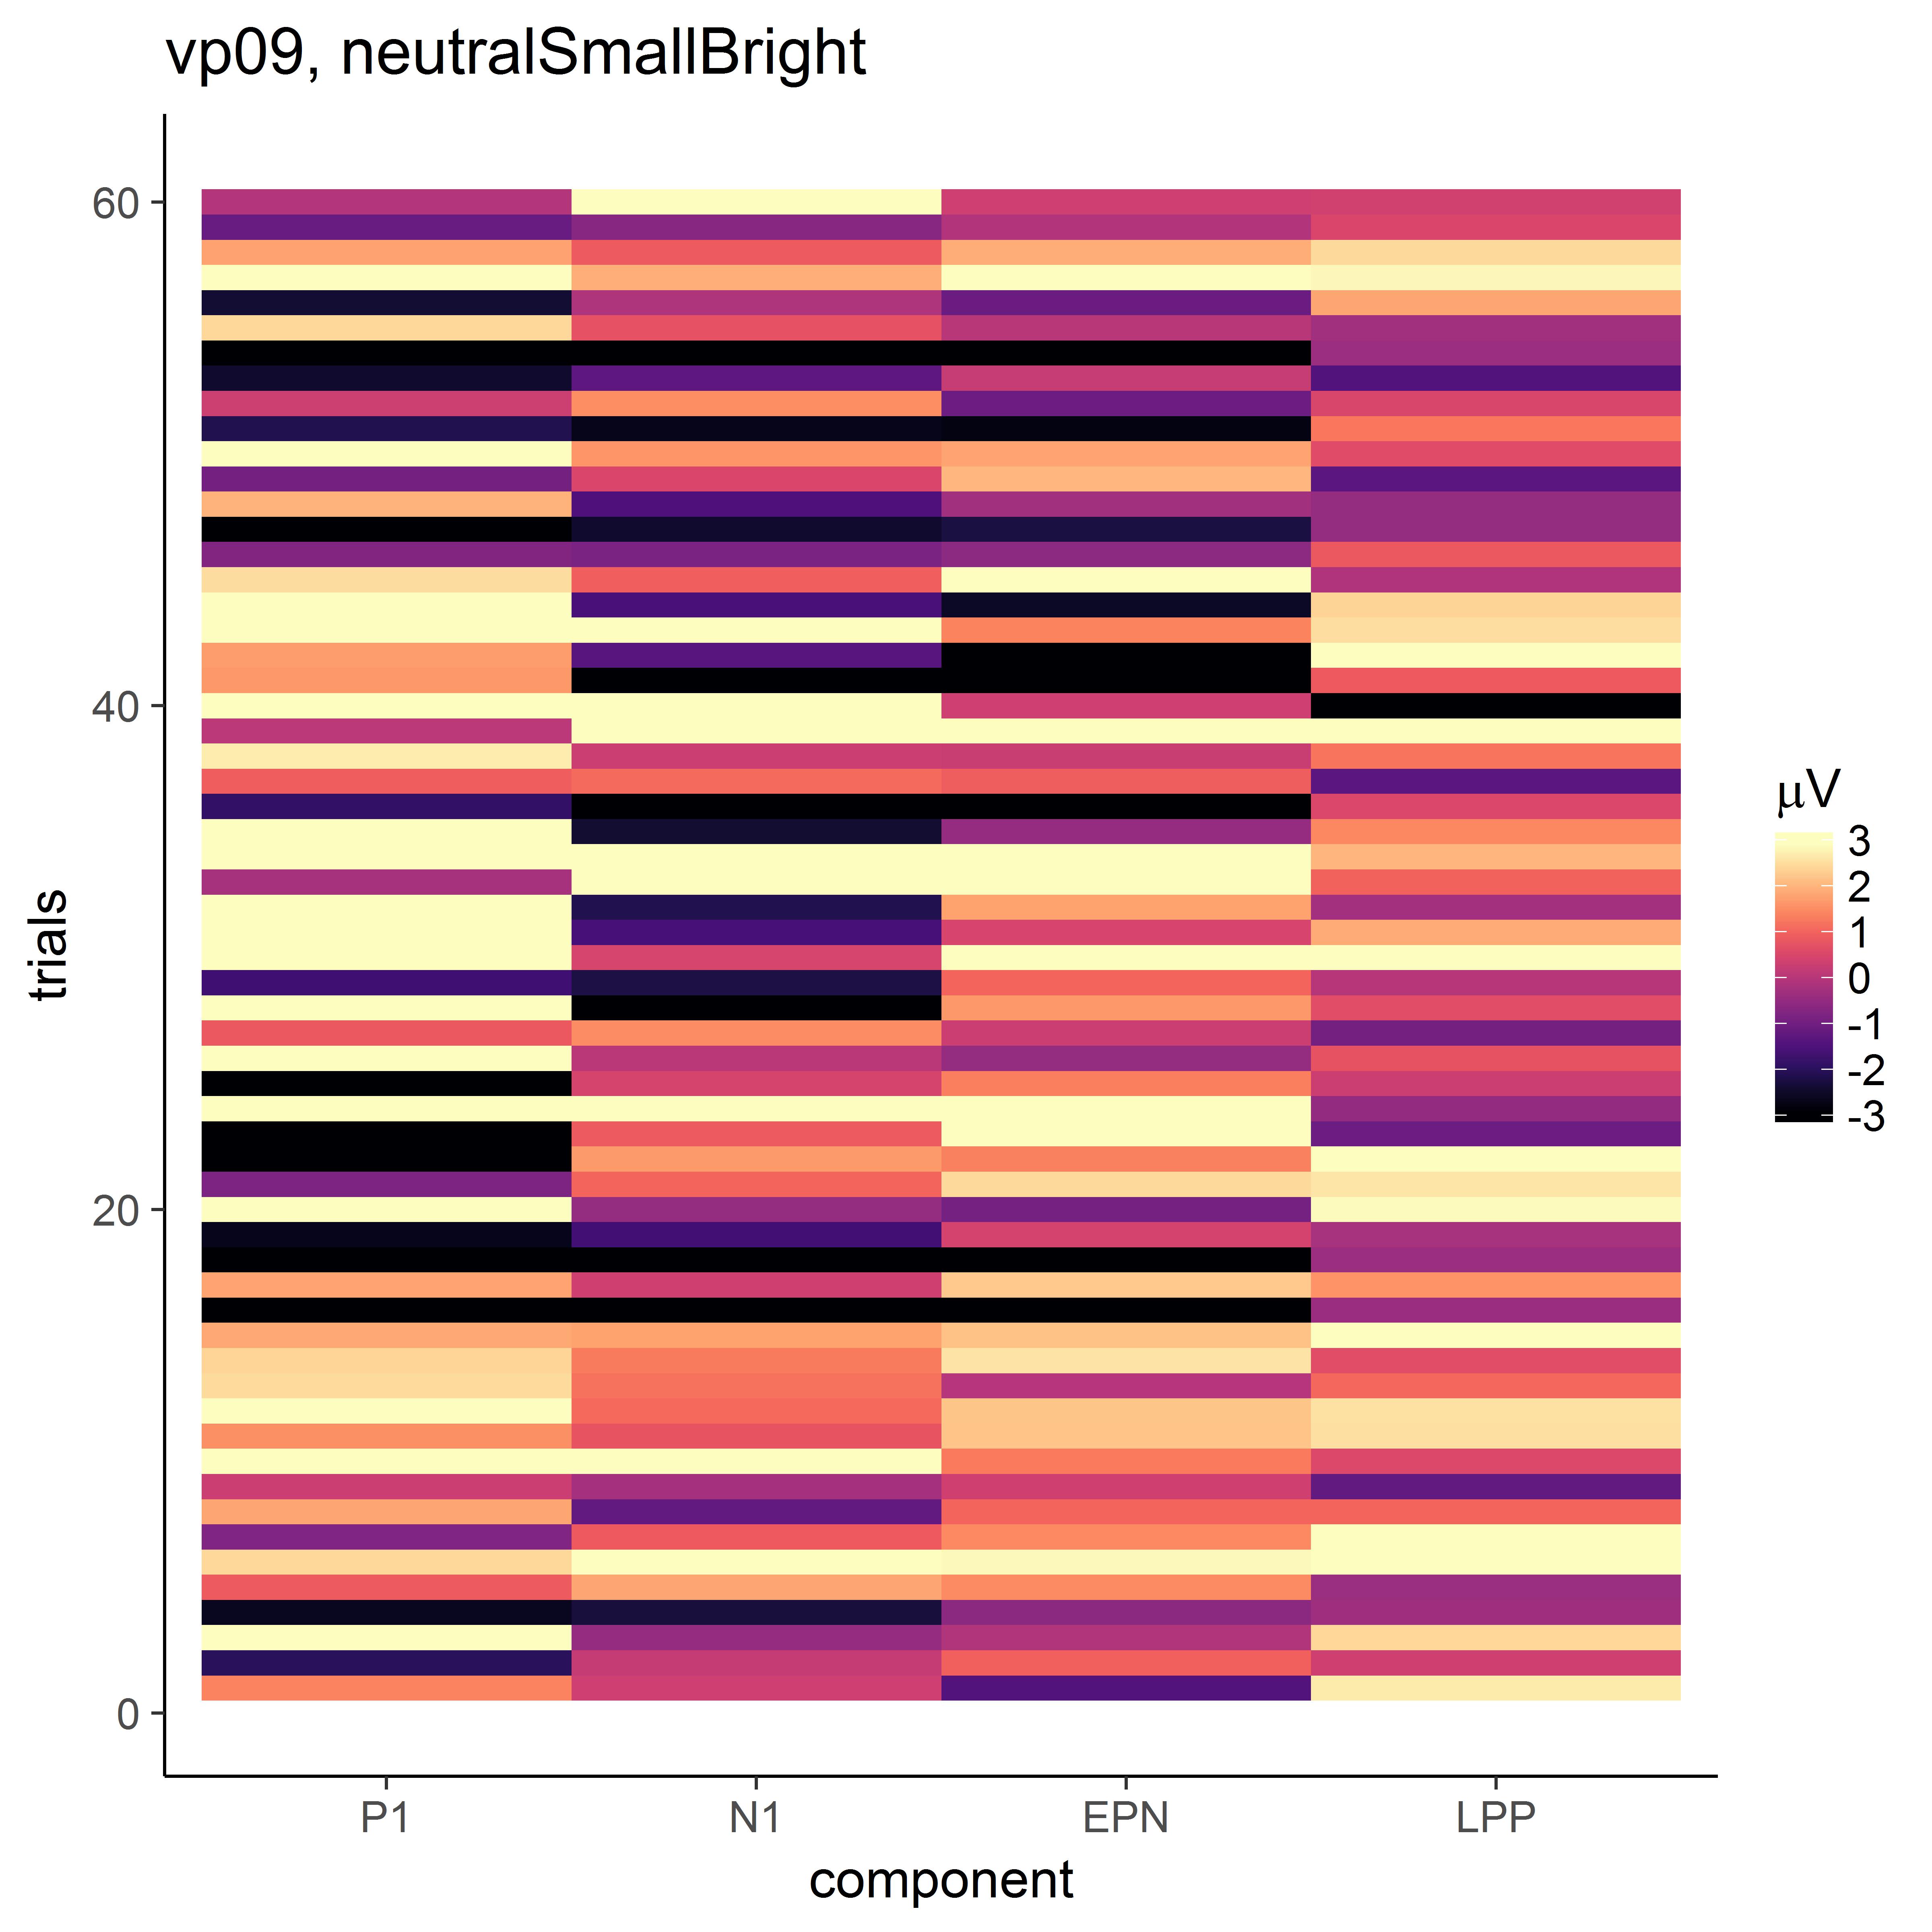 vp09, neutralSmallBright
60
40
20
0
trials
P1 N1 EPN LPP
component
μV
3
2
1
0
-1
-2
-3